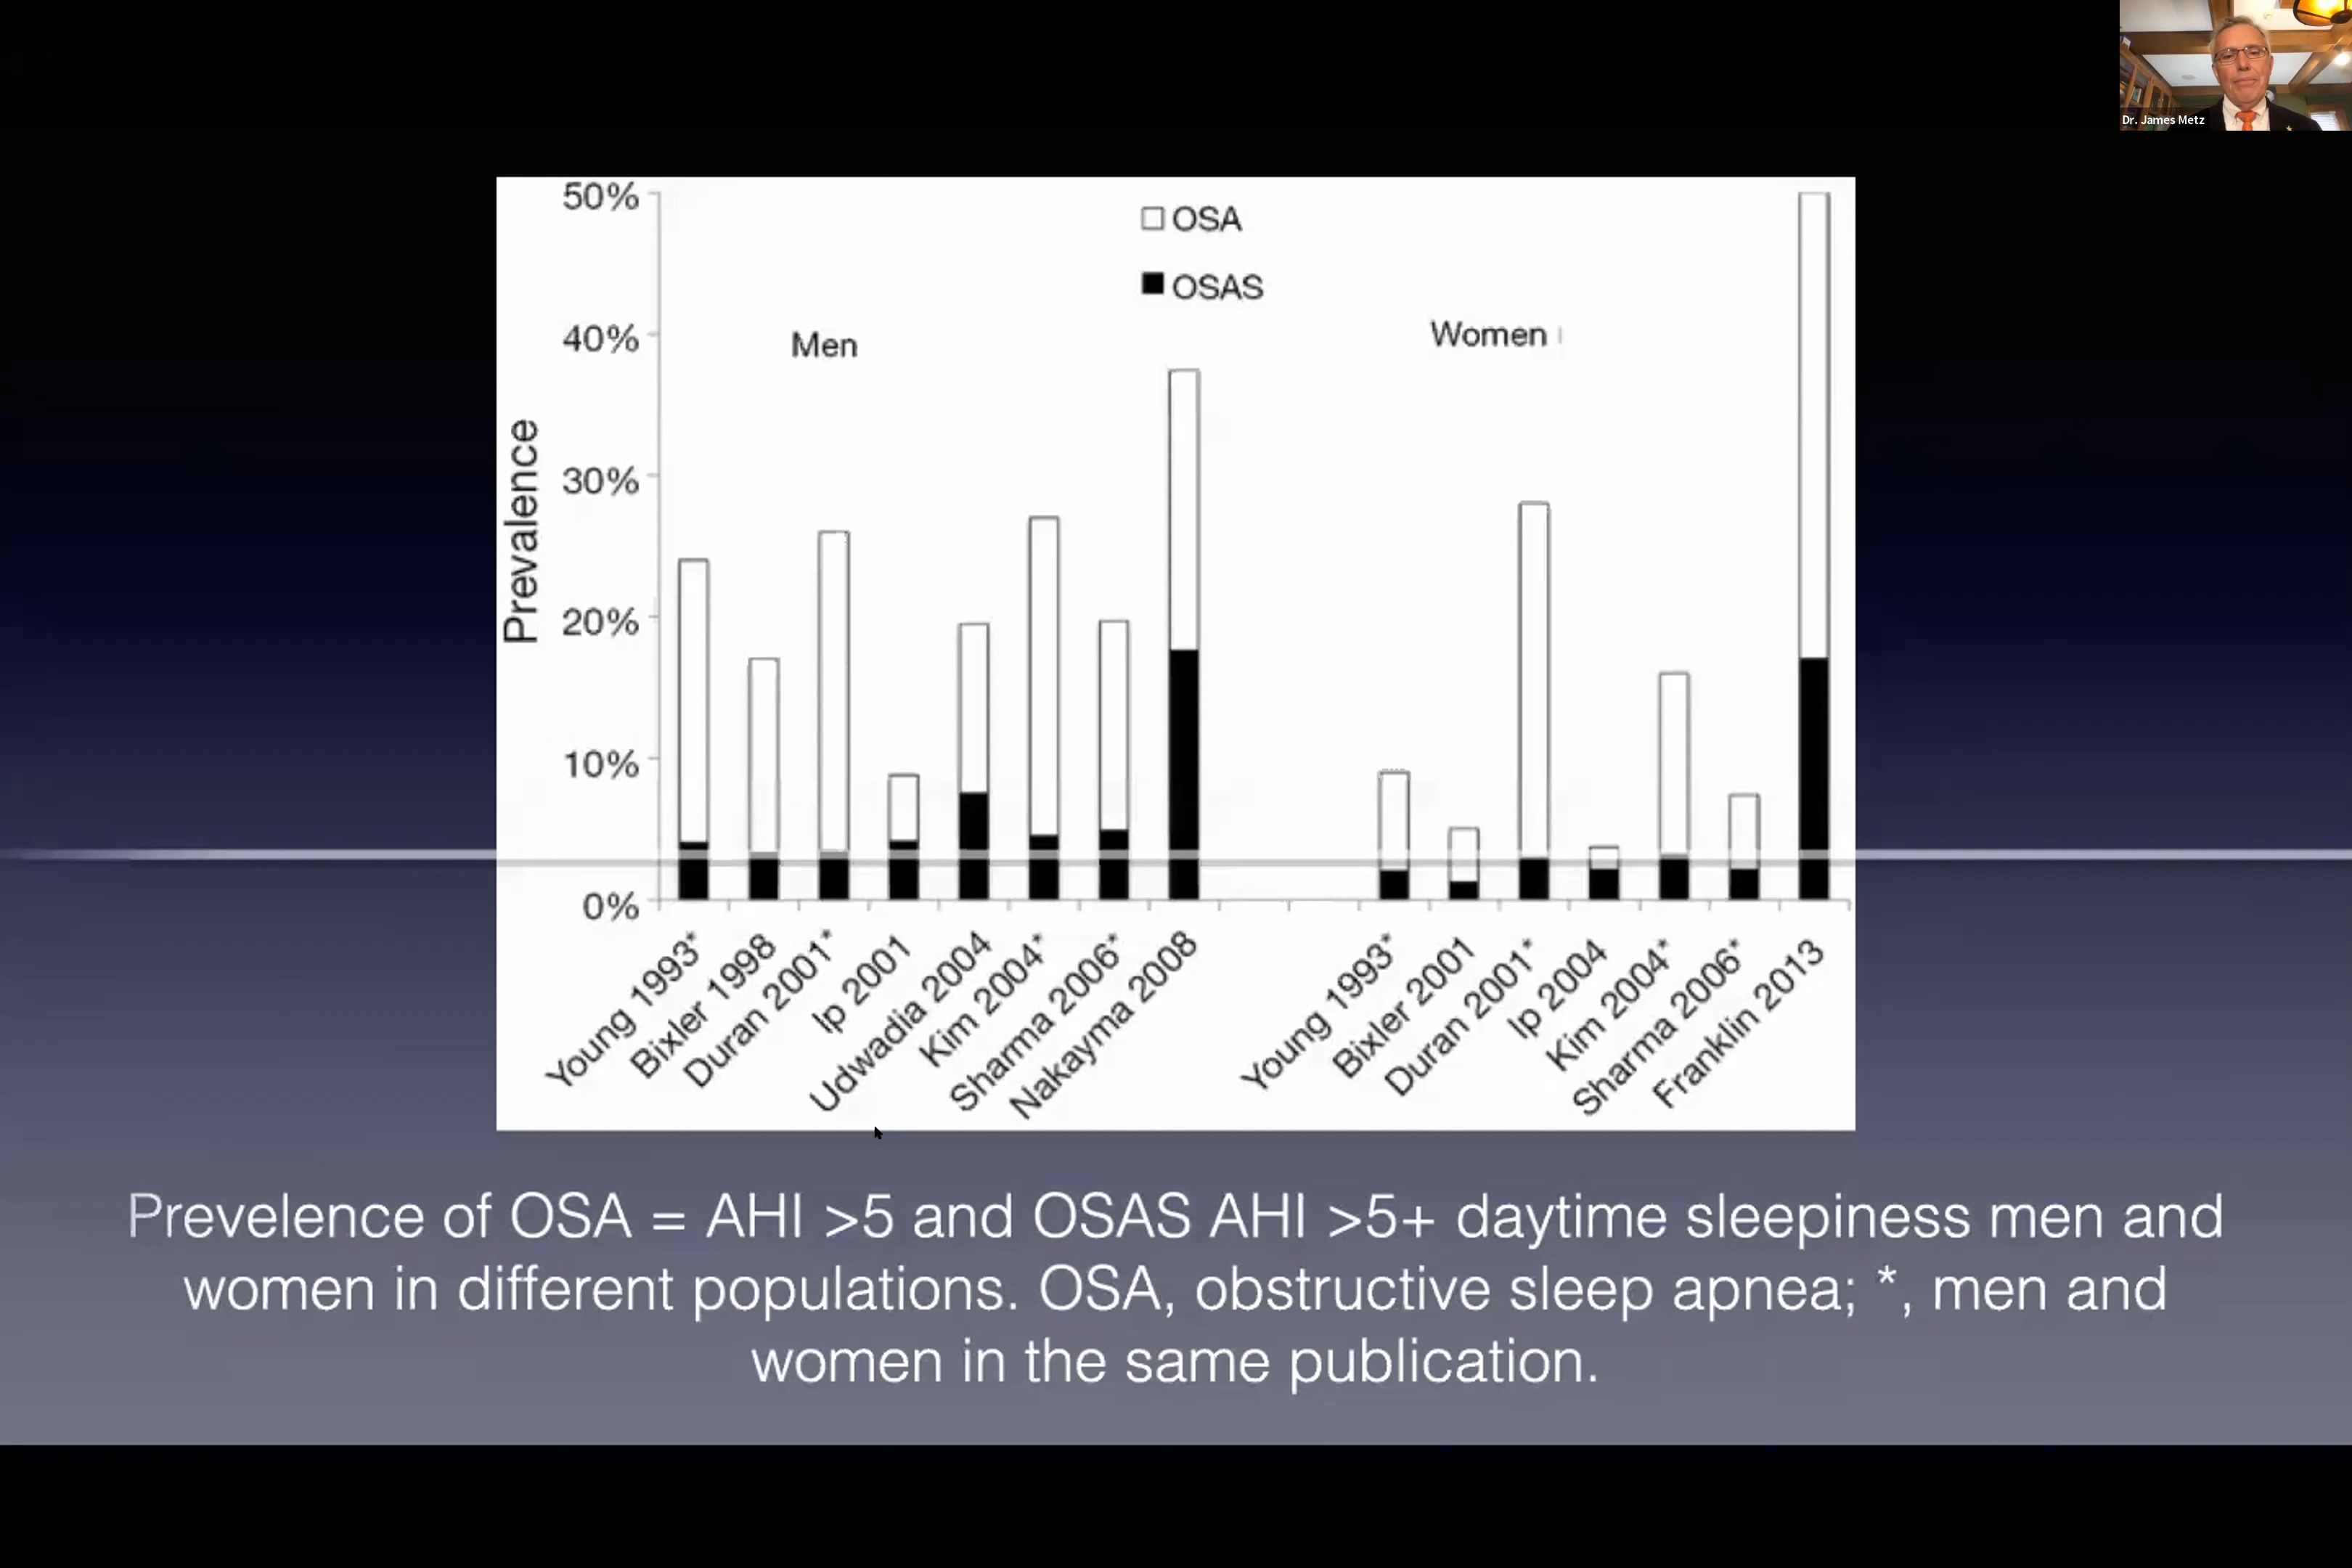 Dr. James Metz
50%
40%
30%
20%
10%
0%
Prevalence
OSA
OSAS
Men
Women
Young 1993*
Bixler 1998
Duran 2001*
Ip 2001
Udwadia 2004
Kim 2004*
Sharma 2006*
Nakayma 2008
Young 1993*
Bixler 2001
Duran 2001*
Ip 2004
Kim 2004*
Sharma 2006*
Franklin 2013
Prevelence of OSA = AHI >5 and OSAS AHI >5+ daytime sleepiness men and
women in different populations. OSA, obstructive sleep apnea; *, men and
women in the same publication.